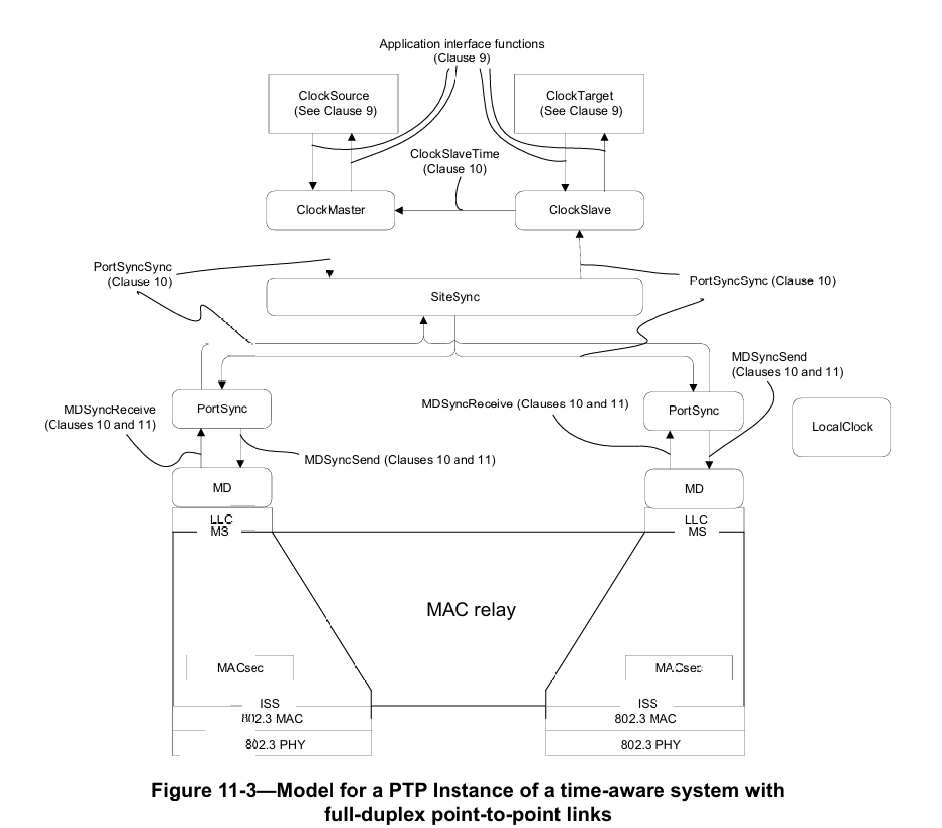 Application interface functions
(Clause 9)
ClockSource
(See Clause 9)
ClockTarget
(See Clause 9)
ClockSlaveTime
(Clause 10)
ClockMaster
ClockSlave
PortSyncSync
(Clause 10)
PortSyncSync (Clause 10)
SiteSync
MDSyncSend
(Clauses 10 and 11)
MDSyncReceive
(Clauses 10 and 11)
PortSync
MDSyncReceive (Clauses 10 and 11)
PortSync
LocalClock
MDSyncSend (Clauses 10 and 11)
MD
MD
LLC
MS
LLC
MS
MAC relay
MACsec
MACsec
ISS
802.3 MAC
802.3 PHY
ISS
802.3 MAC
802.3 PHY
Figure 11-3—Model for a PTP Instance of a time-aware system with
full-duplex point-to-point links